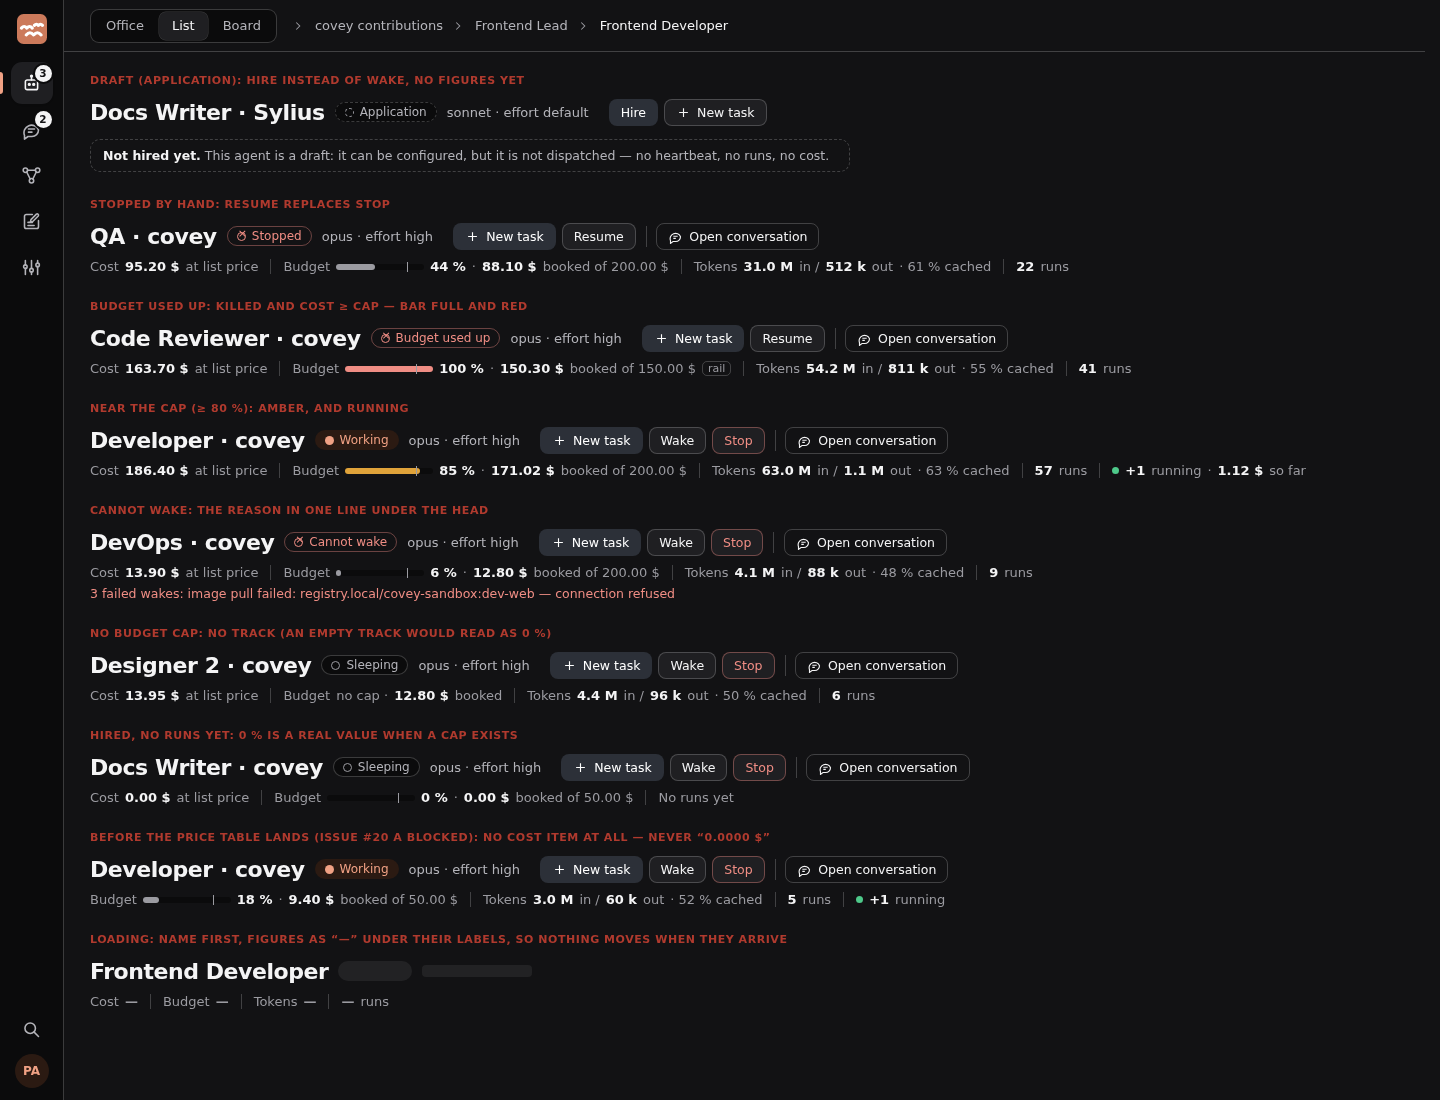 Office List Board > covey contributions > Frontend Lead > Frontend Developer
3
2
DRAFT (APPLICATION): HIRE INSTEAD OF WAKE, NO FIGURES YET
Docs Writer · Sylius Application sonnet · effort default Hire + New task
Not hired yet. This agent is a draft: it can be configured, but it is not dispatched — no heartbeat, no runs, no cost.
STOPPED BY HAND: RESUME REPLACES STOP
QA · covey Stopped opus · effort high + New task Resume Open conversation
Cost 95.20 $ at list price Budget 44 % · 88.10 $ booked of 200.00 $ Tokens 31.0 M in / 512 k out · 61 % cached 22 runs
BUDGET USED UP: KILLED AND COST ≥ CAP — BAR FULL AND RED
Code Reviewer · covey Budget used up opus · effort high + New task Resume Open conversation
Cost 163.70 $ at list price Budget 100 % · 150.30 $ booked of 150.00 $ rail Tokens 54.2 M in / 811 k out · 55 % cached 41 runs
NEAR THE CAP (≥ 80 %): AMBER, AND RUNNING
Developer · covey Working opus · effort high + New task Wake Stop Open conversation
Cost 186.40 $ at list price Budget 85 % · 171.02 $ booked of 200.00 $ Tokens 63.0 M in / 1.1 M out · 63 % cached 57 runs +1 running · 1.12 $ so far
CANNOT WAKE: THE REASON IN ONE LINE UNDER THE HEAD
DevOps · covey Cannot wake opus · effort high + New task Wake Stop Open conversation
Cost 13.90 $ at list price Budget 6 % · 12.80 $ booked of 200.00 $ Tokens 4.1 M in / 88 k out · 48 % cached 9 runs
3 failed wakes: image pull failed: registry.local/covey-sandbox:dev-web — connection refused
NO BUDGET CAP: NO TRACK (AN EMPTY TRACK WOULD READ AS 0 %)
Designer 2 · covey Sleeping opus · effort high + New task Wake Stop Open conversation
Cost 13.95 $ at list price Budget no cap · 12.80 $ booked Tokens 4.4 M in / 96 k out · 50 % cached 6 runs
HIRED, NO RUNS YET: 0 % IS A REAL VALUE WHEN A CAP EXISTS
Docs Writer · covey Sleeping opus · effort high + New task Wake Stop Open conversation
Cost 0.00 $ at list price Budget 0 % · 0.00 $ booked of 50.00 $ No runs yet
BEFORE THE PRICE TABLE LANDS (ISSUE #20 A BLOCKED): NO COST ITEM AT ALL — NEVER “0.0000 $”
Developer · covey Working opus · effort high + New task Wake Stop Open conversation
Budget 18 % · 9.40 $ booked of 50.00 $ Tokens 3.0 M in / 60 k out · 52 % cached 5 runs +1 running
LOADING: NAME FIRST, FIGURES AS “—” UNDER THEIR LABELS, SO NOTHING MOVES WHEN THEY ARRIVE
Frontend Developer
Cost — Budget — Tokens — — runs
PA